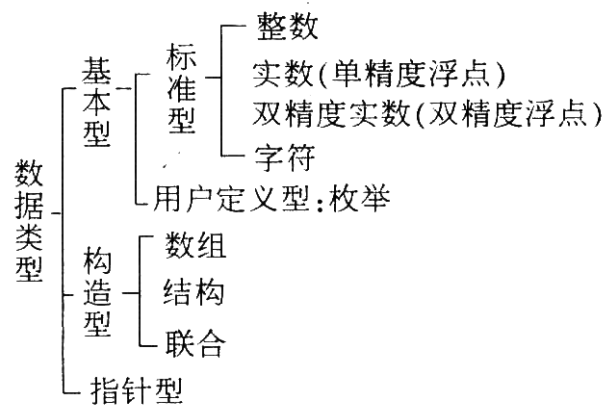 数据类型
基本型
标准型
整数
实数(单精度浮点)
双精度实数(双精度浮点)
字符
用户定义型:枚举
构造型
数组
结构
联合
指针型